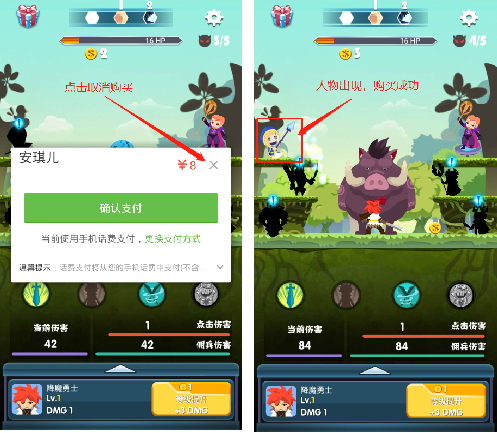 2
16 HP
3/5
2
点击取消购买
安琪儿
￥8
确认支付
当前使用手机话费支付，更换支付方式
温馨提示：话费支付将从您的手机话费中支付(不含...
1
点击伤害
当前伤害
42
42
佣兵伤害
降魔勇士
Lv.1
DMG 1
1
等级提升
+3 DMG
2
16 HP
4/5
3
人物出现，购买成功
1
点击伤害
当前伤害
84
84
佣兵伤害
降魔勇士
Lv.1
DMG 1
1
等级提升
+3 DMG